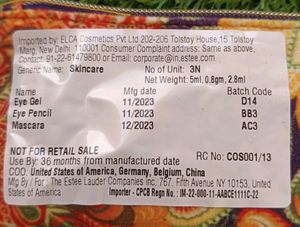 Imported by: ELCA Cosmetics Pvt Ltd 202-206 Tolstoy House,15 Tolstoy
Marg, New Delhi 110001 Consumer Complaint address: Same as above,
Contact: 91-22-61479800 or Email: corporate@in.estee.com
Generic Name: Skincare No of Unit: 3N
Net Weight: 5ml, 0.8gm, 2.8ml
Name Mfg date Batch Code
Eye Gel 11/2023 D14
Eye Pencil 11/2023 BB3
Mascara 12/2023 AC3
NOT FOR RETAIL SALE
Use By: 36 months from manufactured date RC No: COS001/13
COO: United States of America, Germany, Belgium, China
Mfg By / For : The Estee Lauder Companies inc. 767, Fifth Avenue NY 10153, United
States of America Importer - CPCB Regn No.: IM-22-000-11-AABCE1111C-22